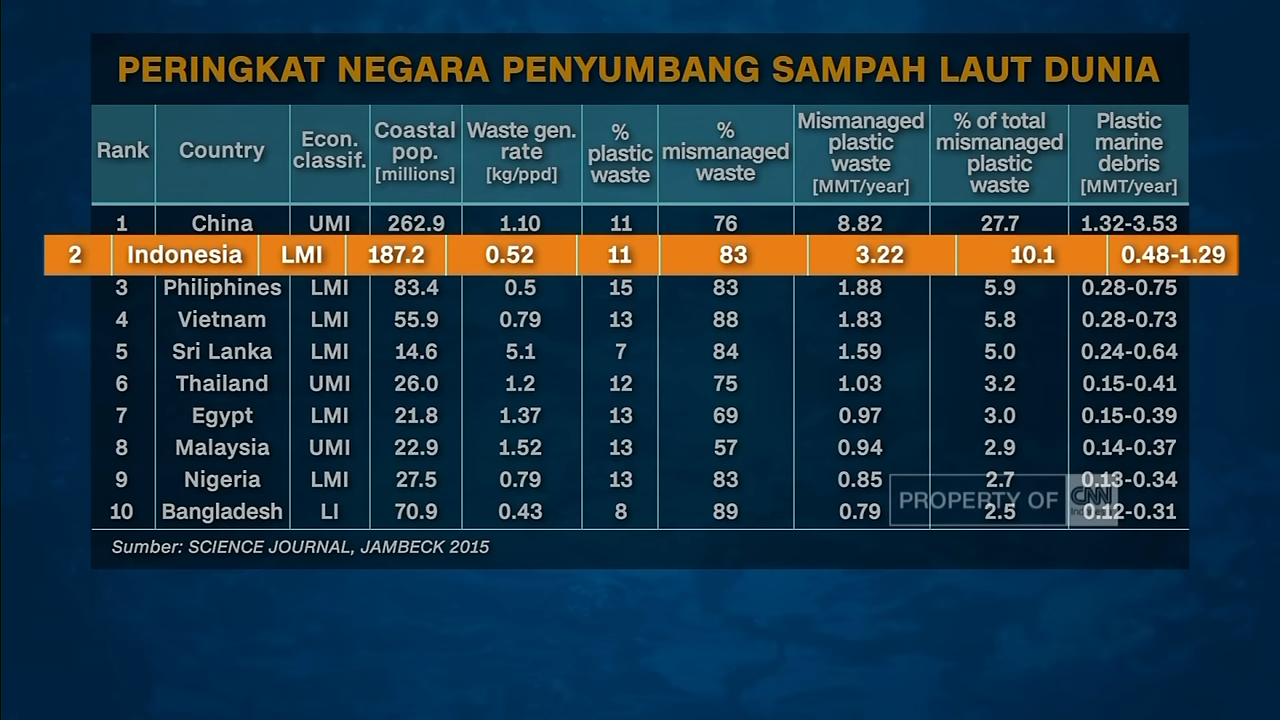 PERINGKAT NEGARA PENYUMBANG SAMPAH LAUT DUNIA
Rank Country Econ. classif. Coastal pop. [millions] Waste gen. rate [kg/ppd] % plastic waste % mismanaged waste Mismanaged plastic waste [MMT/year] % of total mismanaged plastic waste Plastic marine debris [MMT/year]
1 China UMI 262.9 1.10 11 76 8.82 27.7 1.32-3.53
2 Indonesia LMI 187.2 0.52 11 83 3.22 10.1 0.48-1.29
3 Philiphines LMI 83.4 0.5 15 83 1.88 5.9 0.28-0.75
4 Vietnam LMI 55.9 0.79 13 88 1.83 5.8 0.28-0.73
5 Sri Lanka LMI 14.6 5.1 7 84 1.59 5.0 0.24-0.64
6 Thailand UMI 26.0 1.2 12 75 1.03 3.2 0.15-0.41
7 Egypt LMI 21.8 1.37 13 69 0.97 3.0 0.15-0.39
8 Malaysia UMI 22.9 1.52 13 57 0.94 2.9 0.14-0.37
9 Nigeria LMI 27.5 0.79 13 83 0.85 2.7 0.13-0.34
10 Bangladesh LI 70.9 0.43 8 89 0.79 2.5 0.12-0.31
PROPERTY OF CNN
Sumber: SCIENCE JOURNAL, JAMBECK 2015